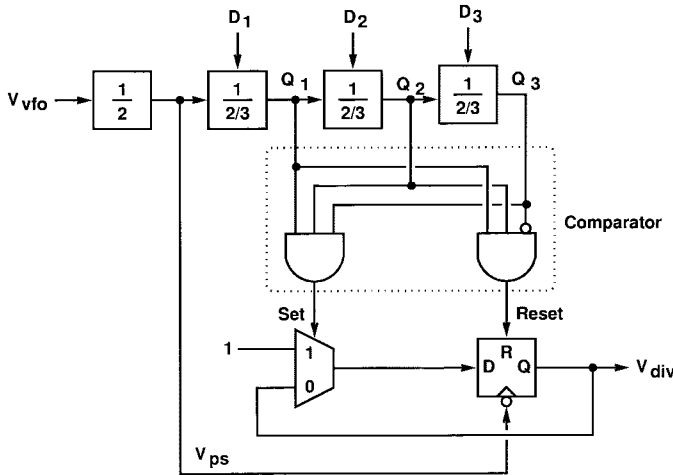 D1 D2 D3
Vvfo 1/2 1/2/3 Q1 1/2/3 Q2 1/2/3 Q3
Comparator
Set Reset
1 1 D R Q Vdiv
0
Vps